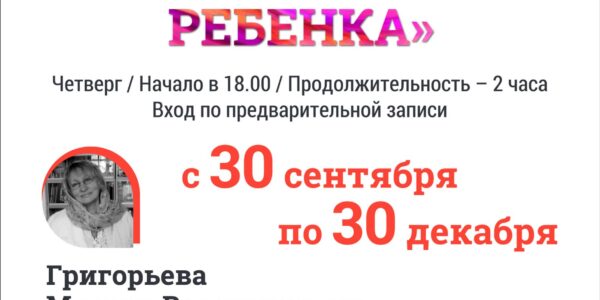 РЕБЕНКА»
Четверг / Начало в 18.00 / Продолжительность – 2 часа
Вход по предварительной записи
с 30 сентября
по 30 декабря
Григорьева